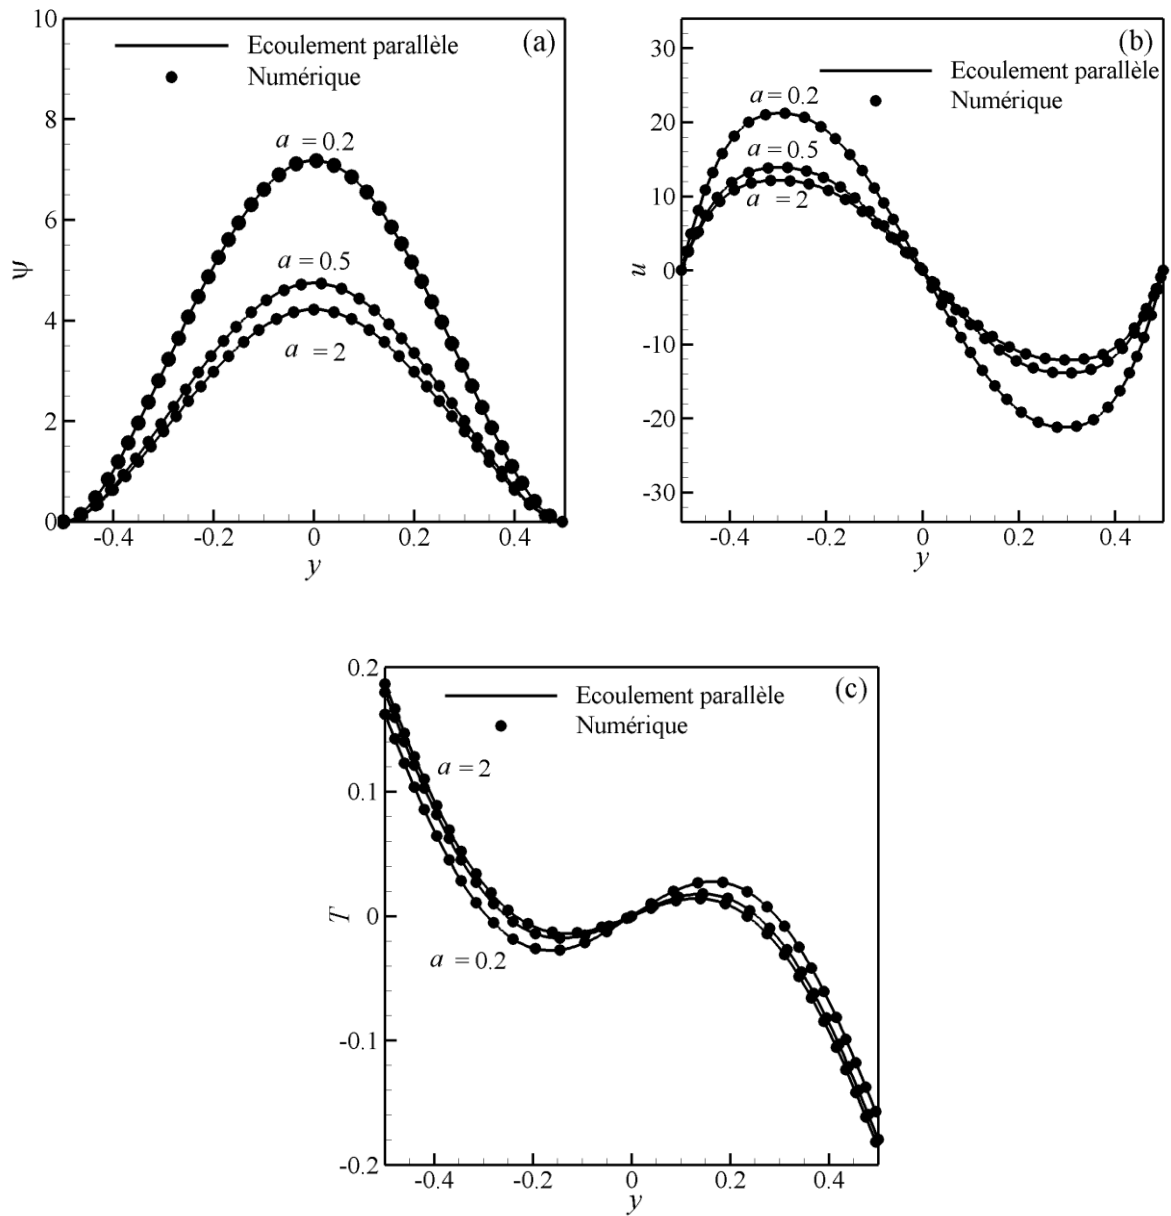 (a)
Ecoulement parallèle
Numérique
a = 0.2
a = 0.5
a = 2
ψ
10
8
6
4
2
0
-0.4 -0.2 0 0.2 0.4
y
(b)
Ecoulement parallèle
Numérique
a = 0.2
a = 0.5
a = 2
u
30
20
10
0
-10
-20
-30
-0.4 -0.2 0 0.2 0.4
y
(c)
Ecoulement parallèle
Numérique
a = 2
a = 0.2
T
0.2
0.1
0
-0.1
-0.2
-0.4 -0.2 0 0.2 0.4
y